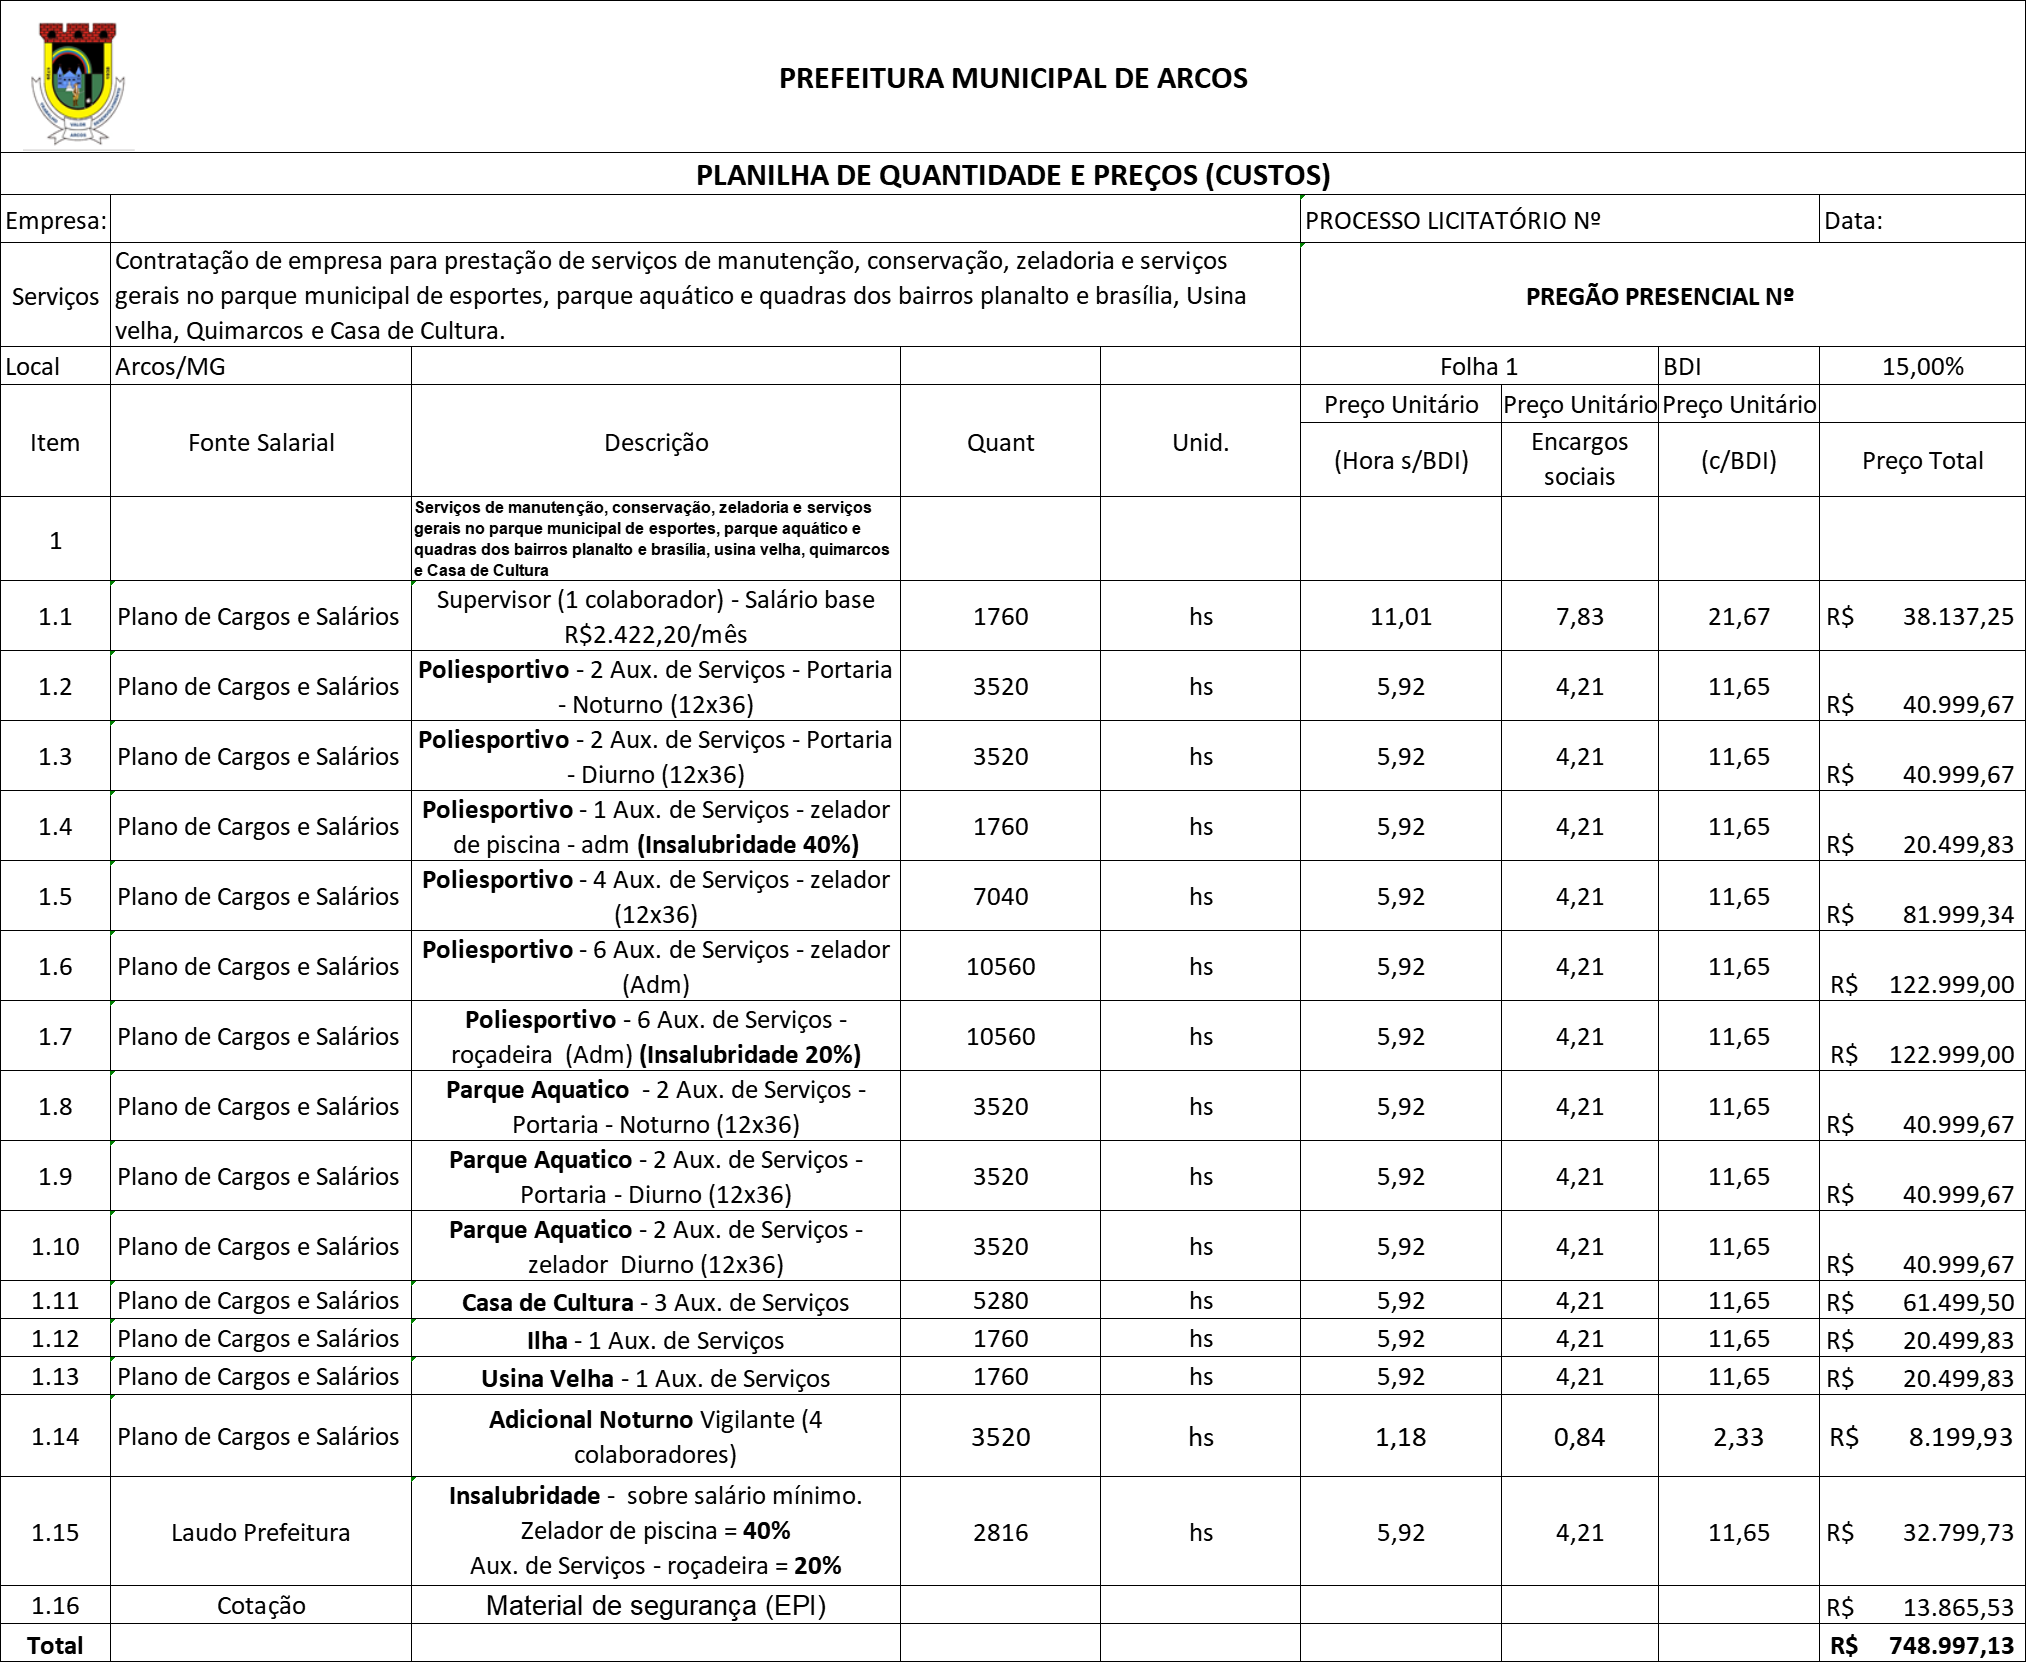 PREFEITURA MUNICIPAL DE ARCOS
VALOR
ARCOS
PLANILHA DE QUANTIDADE E PREÇOS (CUSTOS)
Empresa: PROCESSO LICITATÓRIO Nº Data:
Serviços
Contratação de empresa para prestação de serviços de manutenção, conservação, zeladoria e serviços
gerais no parque municipal de esportes, parque aquático e quadras dos bairros planalto e brasília, Usina
velha, Quimarcos e Casa de Cultura.
PREGÃO PRESENCIAL Nº
Local Arcos/MG Folha 1 BDI 15,00%
Item Fonte Salarial Descrição Quant Unid.
Preço Unitário Preço Unitário Preço Unitário
(Hora s/BDI)
Encargos
sociais
(c/BDI) Preço Total
1
Serviços de manutenção, conservação, zeladoria e serviços
gerais no parque municipal de esportes, parque aquático e
quadras dos bairros planalto e brasília, usina velha, quimarcos
e Casa de Cultura
1.1 Plano de Cargos e Salários
Supervisor (1 colaborador) - Salário base
R$2.422,20/mês
1760 hs 11,01 7,83 21,67 R$ 38.137,25
1.2 Plano de Cargos e Salários
Poliesportivo - 2 Aux. de Serviços - Portaria
- Noturno (12x36)
3520 hs 5,92 4,21 11,65 R$ 40.999,67
1.3 Plano de Cargos e Salários
Poliesportivo - 2 Aux. de Serviços - Portaria
- Diurno (12x36)
3520 hs 5,92 4,21 11,65 R$ 40.999,67
1.4 Plano de Cargos e Salários
Poliesportivo - 1 Aux. de Serviços - zelador
de piscina - adm (Insalubridade 40%)
1760 hs 5,92 4,21 11,65 R$ 20.499,83
1.5 Plano de Cargos e Salários
Poliesportivo - 4 Aux. de Serviços - zelador
(12x36)
7040 hs 5,92 4,21 11,65 R$ 81.999,34
1.6 Plano de Cargos e Salários
Poliesportivo - 6 Aux. de Serviços - zelador
(Adm)
10560 hs 5,92 4,21 11,65 R$ 122.999,00
1.7 Plano de Cargos e Salários
Poliesportivo - 6 Aux. de Serviços -
roçadeira (Adm) (Insalubridade 20%)
10560 hs 5,92 4,21 11,65 R$ 122.999,00
1.8 Plano de Cargos e Salários
Parque Aquatico - 2 Aux. de Serviços -
Portaria - Noturno (12x36)
3520 hs 5,92 4,21 11,65 R$ 40.999,67
1.9 Plano de Cargos e Salários
Parque Aquatico - 2 Aux. de Serviços -
Portaria - Diurno (12x36)
3520 hs 5,92 4,21 11,65 R$ 40.999,67
1.10 Plano de Cargos e Salários
Parque Aquatico - 2 Aux. de Serviços -
zelador Diurno (12x36)
3520 hs 5,92 4,21 11,65 R$ 40.999,67
1.11 Plano de Cargos e Salários Casa de Cultura - 3 Aux. de Serviços 5280 hs 5,92 4,21 11,65 R$ 61.499,50
1.12 Plano de Cargos e Salários Ilha - 1 Aux. de Serviços 1760 hs 5,92 4,21 11,65 R$ 20.499,83
1.13 Plano de Cargos e Salários Usina Velha - 1 Aux. de Serviços 1760 hs 5,92 4,21 11,65 R$ 20.499,83
1.14 Plano de Cargos e Salários
Adicional Noturno Vigilante (4
colaboradores)
3520 hs 1,18 0,84 2,33 R$ 8.199,93
1.15 Laudo Prefeitura
Insalubridade - sobre salário mínimo.
Zelador de piscina = 40%
Aux. de Serviços - roçadeira = 20%
2816 hs 5,92 4,21 11,65 R$ 32.799,73
1.16 Cotação Material de segurança (EPI) R$ 13.865,53
Total R$ 748.997,13